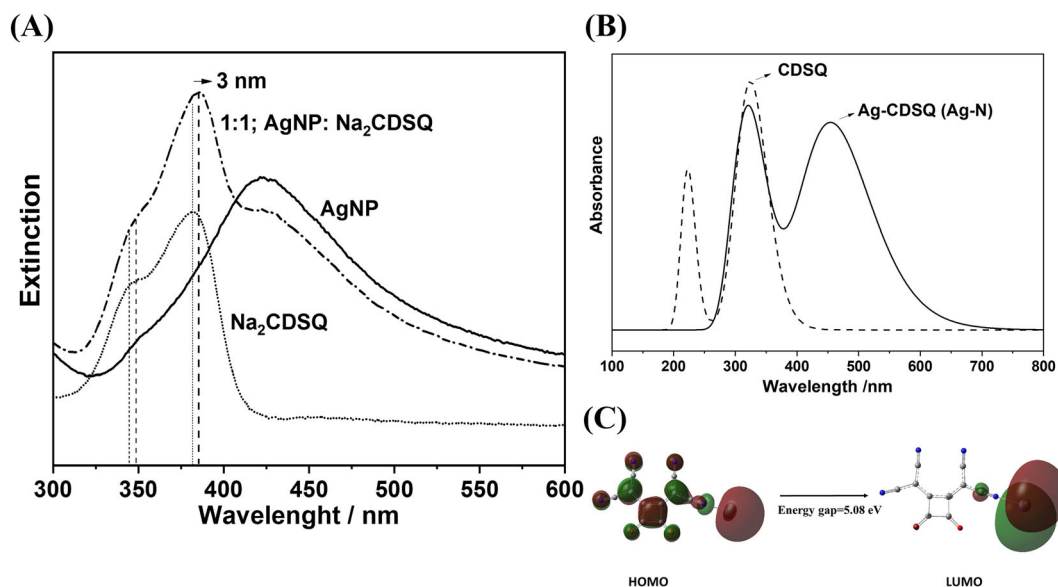 (A)
3 nm
1:1; AgNP: Na₂CDSQ
AgNP
Na₂CDSQ
Extinction
300 350 400 450 500 550 600
Wavelenght / nm
(B)
CDSQ
Ag-CDSQ (Ag-N)
Absorbance
100 200 300 400 500 600 700 800
Wavelength /nm
(C)
Energy gap=5.08 eV
HOMO LUMO